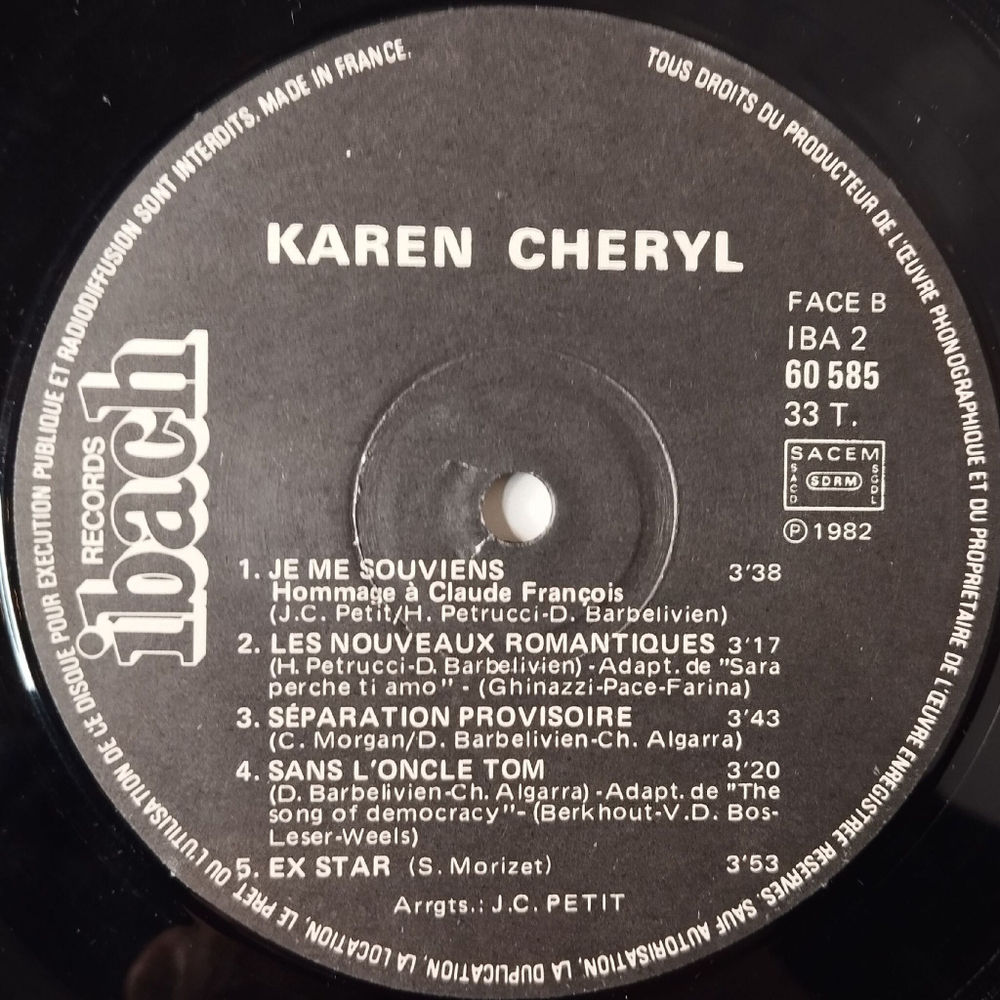 TOUS DROITS DU PRODUCTEUR DE L'ŒUVRE PHONOGRAPHIQUE ET DU PROPRIETAIRE DE L'ŒUVRE ENREGISTREE RESERVES. SAUF AUTORISATION, LA DUPLICATION, LA LOCATION, LE PRET OU L'UTILISATION DE CE DISQUE POUR EXECUTION PUBLIQUE ET RADIODIFFUSION SONT INTERDITS. MADE IN FRANCE.
KAREN CHERYL
FACE B
IBA 2
60 585
33 T.
SACEM
SACD
SDRM
SGDL
℗ 1982
ibach
RECORDS
1. JE ME SOUVIENS 3'38
Hommage à Claude François
(J.C. Petit/H. Petrucci-D. Barbelivien)
2. LES NOUVEAUX ROMANTIQUES 3'17
(H. Petrucci-D. Barbelivien) - Adapt. de "Sara
perche ti amo" - (Ghinazzi-Pace-Farina)
3. SÉPARATION PROVISOIRE 3'43
(C. Morgan/D. Barbelivien-Ch. Algarra)
4. SANS L'ONCLE TOM 3'20
(D. Barbelivien-Ch. Algarra) - Adapt. de "The
song of democracy" - (Berkhout-V.D. Bos-
Leser-Weels)
5. EX STAR (S. Morizet) 3'53
Arrgts.: J.C. PETIT